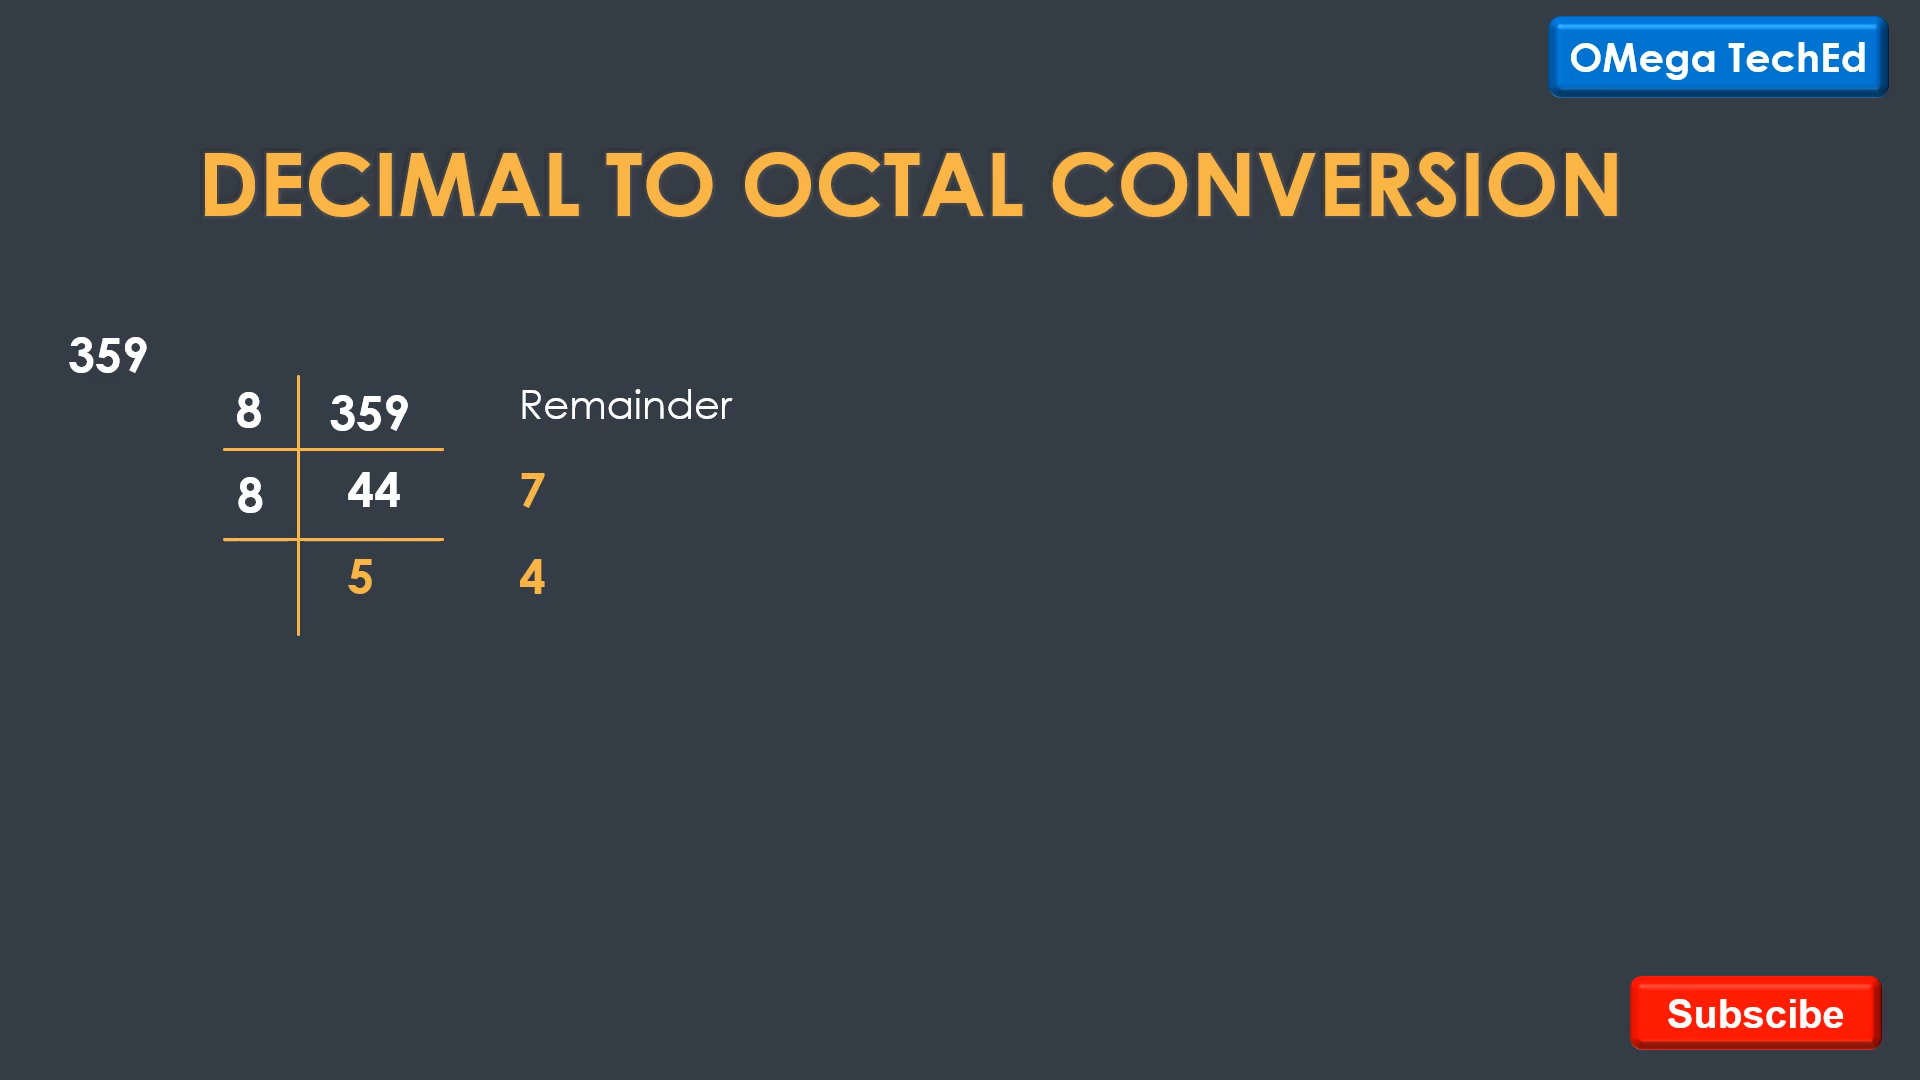 OMega TechEd
DECIMAL TO OCTAL CONVERSION
359
8 359 Remainder
8 44 7
5 4
Subscibe